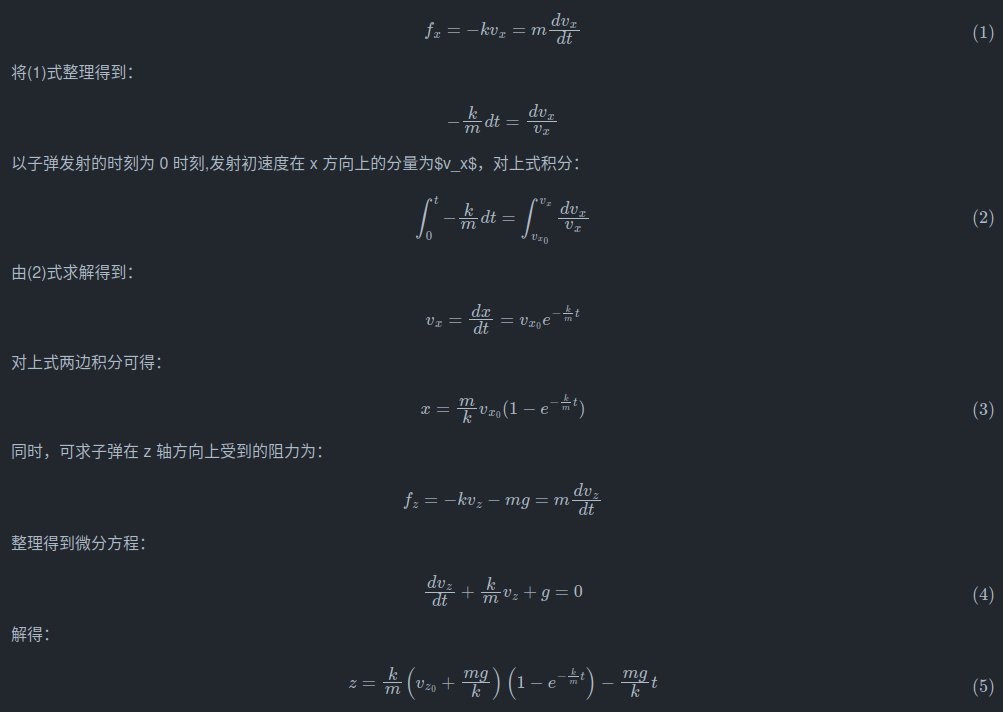 $f_x = -kv_x = m\frac{dv_x}{dt}$ (1)
将(1)式整理得到：
$-\frac{k}{m}dt = \frac{dv_x}{v_x}$
以子弹发射的时刻为 0 时刻,发射初速度在 x 方向上的分量为$v_x$，对上式积分：
$\int_0^t -\frac{k}{m}dt = \int_{v_{x_0}}^{v_x} \frac{dv_x}{v_x}$ (2)
由(2)式求解得到：
$v_x = \frac{dx}{dt} = v_{x_0}e^{-\frac{k}{m}t}$
对上式两边积分可得：
$x = \frac{m}{k}v_{x_0}(1 - e^{-\frac{k}{m}t})$ (3)
同时，可求子弹在 z 轴方向上受到的阻力为：
$f_z = -kv_z - mg = m\frac{dv_z}{dt}$
整理得到微分方程：
$\frac{dv_z}{dt} + \frac{k}{m}v_z + g = 0$ (4)
解得：
$z = \frac{k}{m}\left(v_{z_0} + \frac{mg}{k}\right)\left(1 - e^{-\frac{k}{m}t}\right) - \frac{mg}{k}t$ (5)